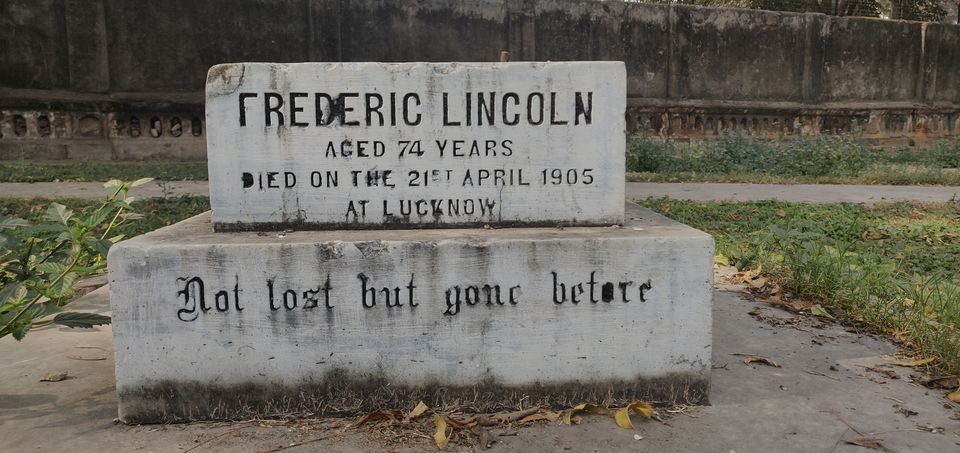 FREDERIC LINCOLN
AGED 74 YEARS
DIED ON THE 21ST APRIL 1905
AT LUCKNOW
Not lost but gone before